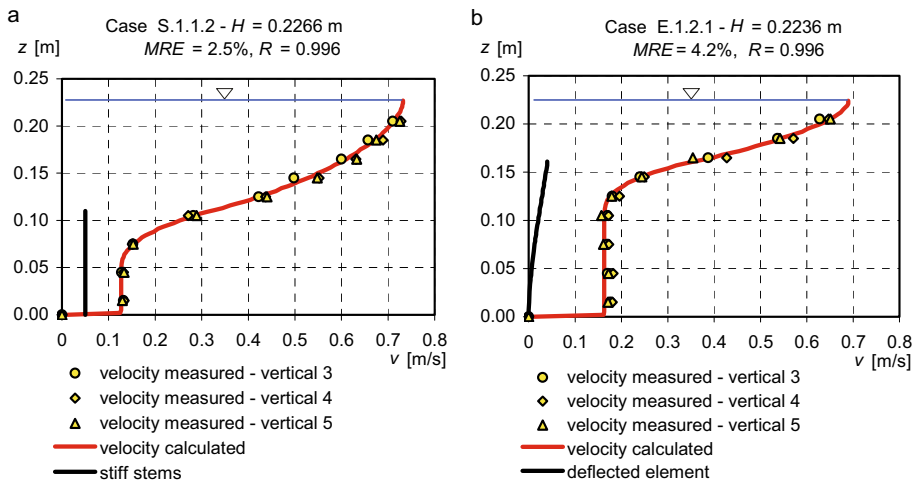 a
Case S.1.1.2 - H = 0.2266 m
z [m]
MRE = 2.5%, R = 0.996
0.25
0.20
0.15
0.10
0.05
0.00
0 0.1 0.2 0.3 0.4 0.5 0.6 0.7 0.8
v [m/s]
velocity measured - vertical 3
velocity measured - vertical 4
velocity measured - vertical 5
velocity calculated
stiff stems
b
Case E.1.2.1 - H = 0.2236 m
z [m]
MRE = 4.2%, R = 0.996
0.25
0.20
0.15
0.10
0.05
0.00
0 0.1 0.2 0.3 0.4 0.5 0.6 0.7 0.8
v [m/s]
velocity measured - vertical 3
velocity measured - vertical 4
velocity measured - vertical 5
velocity calculated
deflected element